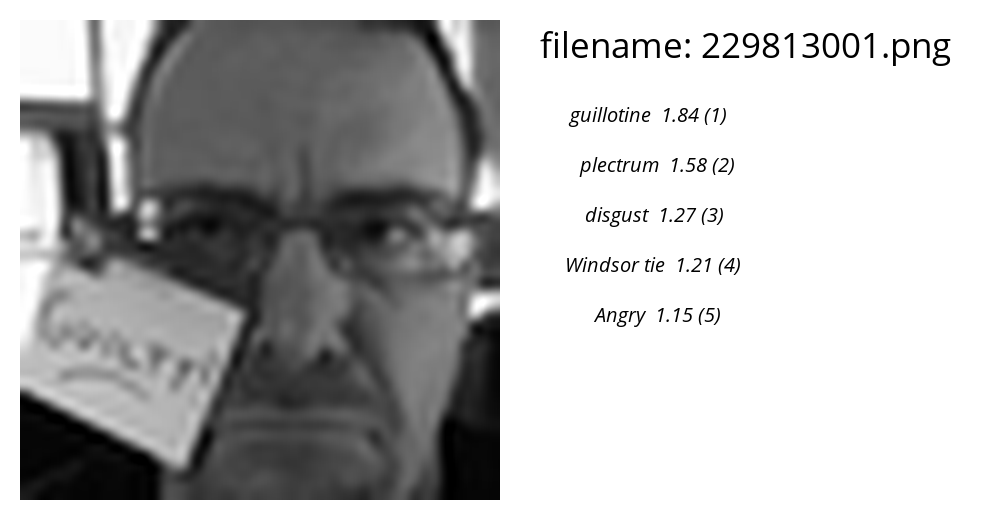 filename: 229813001.png
guillotine 1.84 (1)
plectrum 1.58 (2)
disgust 1.27 (3)
Windsor tie 1.21 (4)
Angry 1.15 (5)
GUILTY!